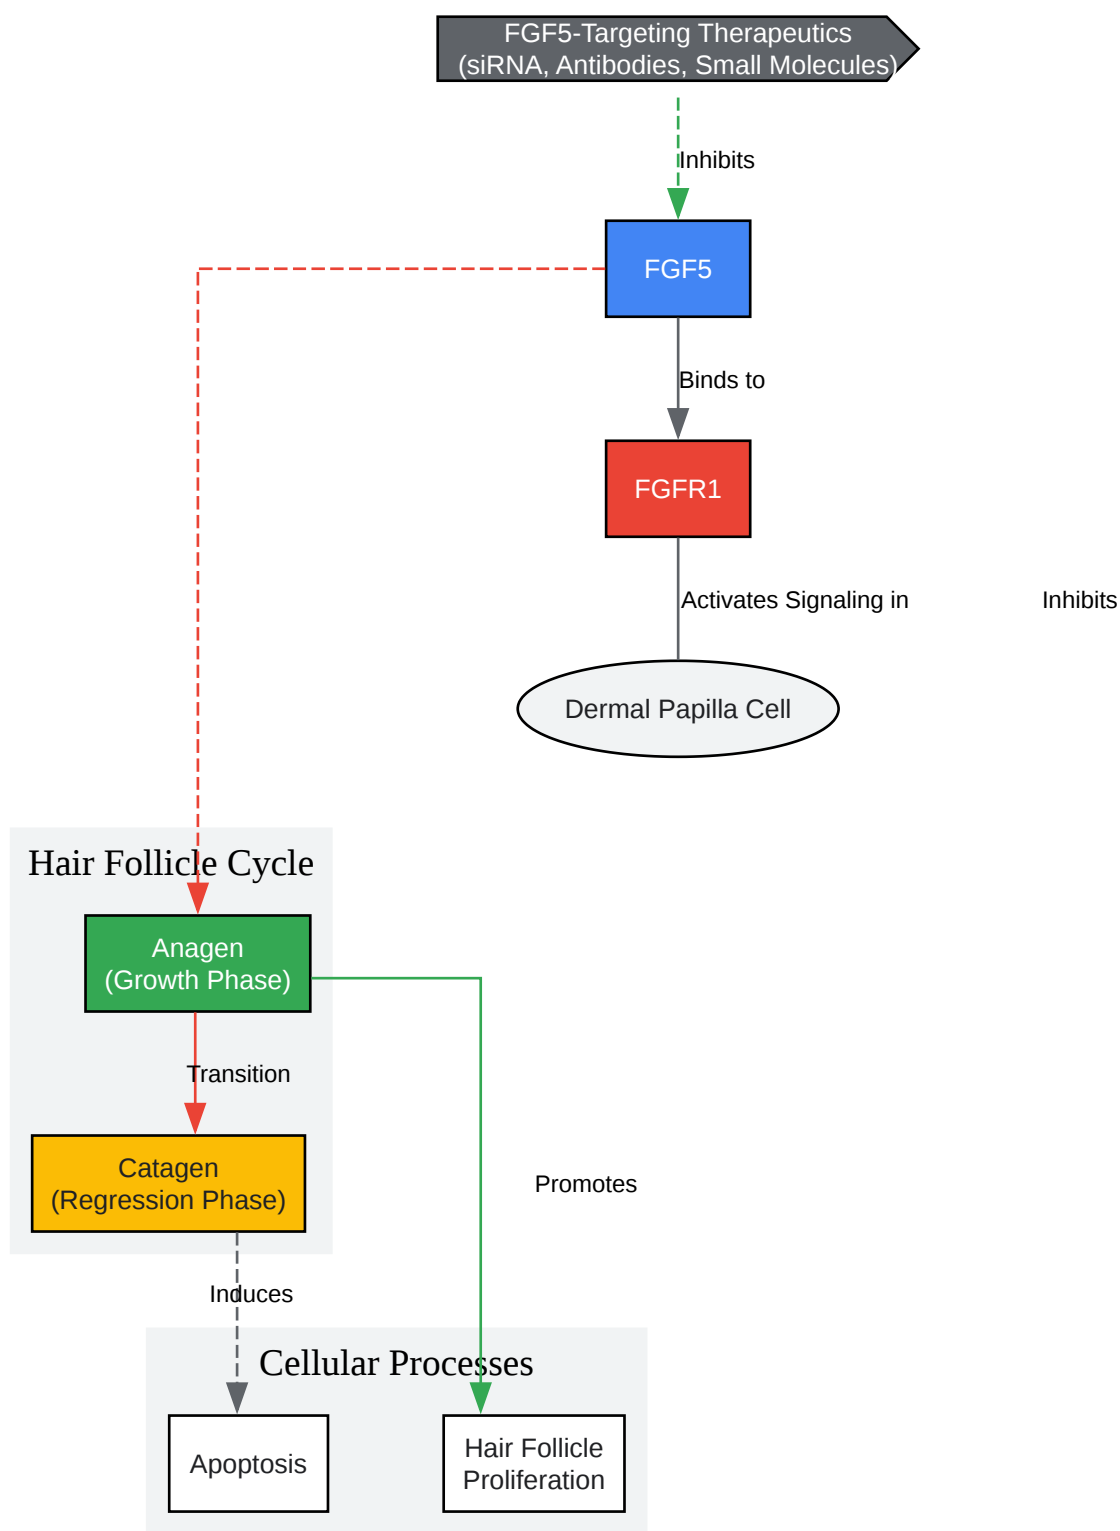 FGF5-Targeting Therapeutics
(siRNA, Antibodies, Small Molecules)
Inhibits
FGF5
Binds to
FGFR1
Activates Signaling in
Inhibits
Dermal Papilla Cell
Hair Follicle Cycle
Anagen
(Growth Phase)
Transition
Catagen
(Regression Phase)
Promotes
Induces
Cellular Processes
Apoptosis
Hair Follicle
Proliferation